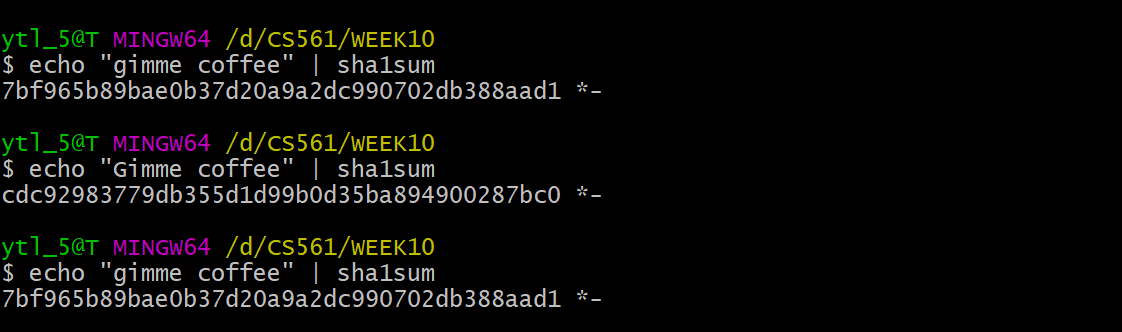 ytl_5@T MINGW64 /d/CS561/WEEK10
$ echo "gimme coffee" | sha1sum
7bf965b89bae0b37d20a9a2dc990702db388aad1 *-
ytl_5@T MINGW64 /d/CS561/WEEK10
$ echo "Gimme coffee" | sha1sum
cdc92983779db355d1d99b0d35ba894900287bc0 *-
ytl_5@T MINGW64 /d/CS561/WEEK10
$ echo "gimme coffee" | sha1sum
7bf965b89bae0b37d20a9a2dc990702db388aad1 *-